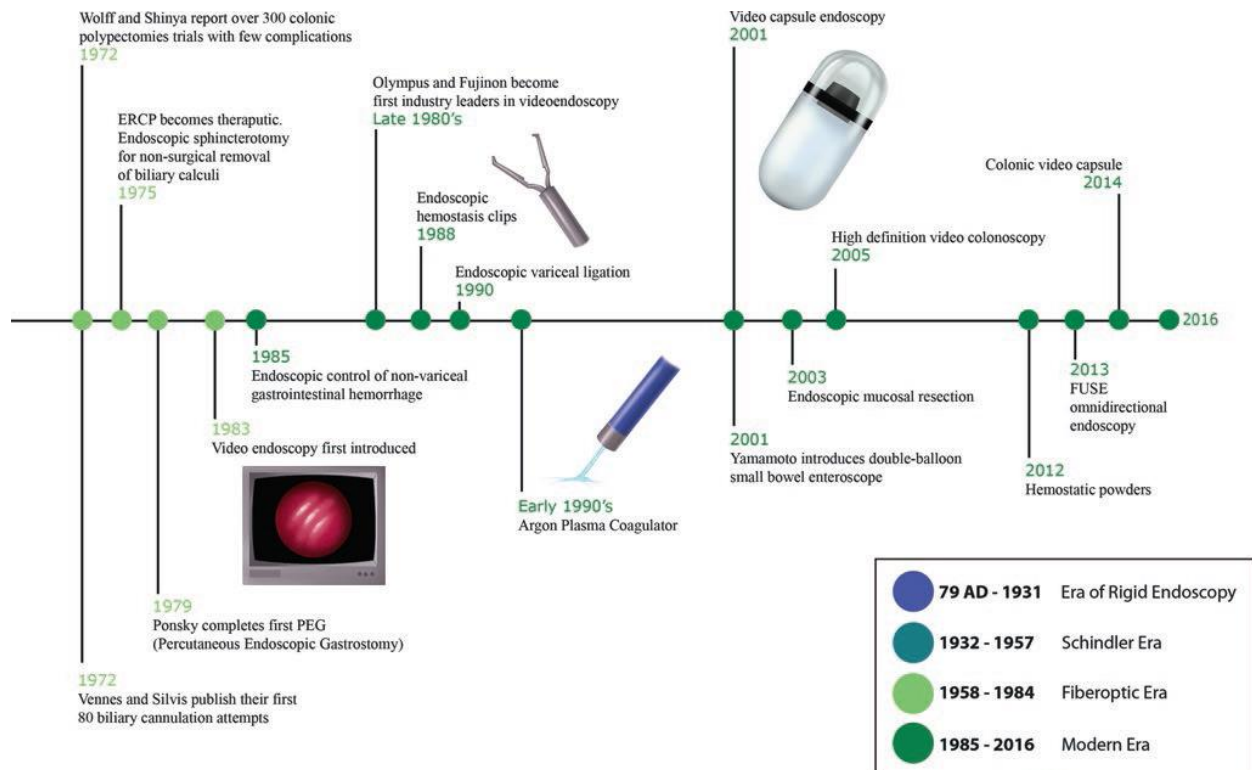 Wolff and Shinya report over 300 colonic
polypectomies trials with few complications
1972
ERCP becomes theraputic.
Endoscopic sphincterotomy
for non-surgical removal
of biliary calculi
1975
Olympus and Fujinon become
first industry leaders in videoendoscopy
Late 1980's
Endoscopic
hemostasis clips
1988
Endoscopic variceal ligation
1990
Video capsule endoscopy
2001
High definition video colonoscopy
2005
Colonic video capsule
2014
2016
1985
Endoscopic control of non-variceal
gastrointestinal hemorrhage
1983
Video endoscopy first introduced
1979
Ponsky completes first PEG
(Percutaneous Endoscopic Gastrostomy)
1972
Vennes and Silvis publish their first
80 biliary cannulation attempts
Early 1990's
Argon Plasma Coagulator
2001
Yamamoto introduces double-balloon
small bowel enteroscope
2003
Endoscopic mucosal resection
2012
Hemostatic powders
2013
FUSE
omnidirectional
endoscopy
79 AD - 1931 Era of Rigid Endoscopy
1932 - 1957 Schindler Era
1958 - 1984 Fiberoptic Era
1985 - 2016 Modern Era